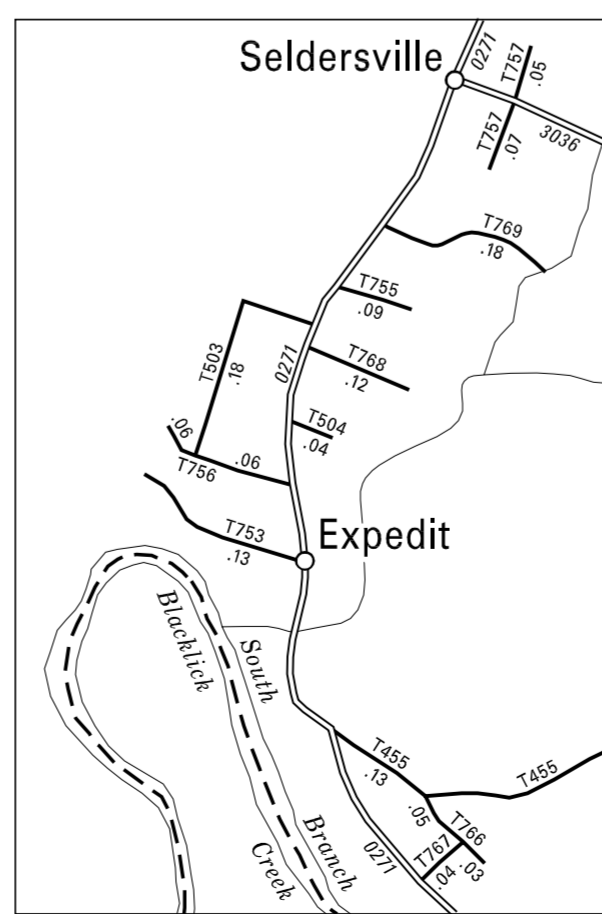 0271
Seldersville
T757
.05
T757
.07
3036
T769
.18
T755
.09
T503
.18
0271
T768
.12
T504
.04
.06
T756
.06
T753
.13
Expedit
Blacklick
South
T455
.13
T455
.05
T766
.03
T767
.04
0271
Branch
Creek